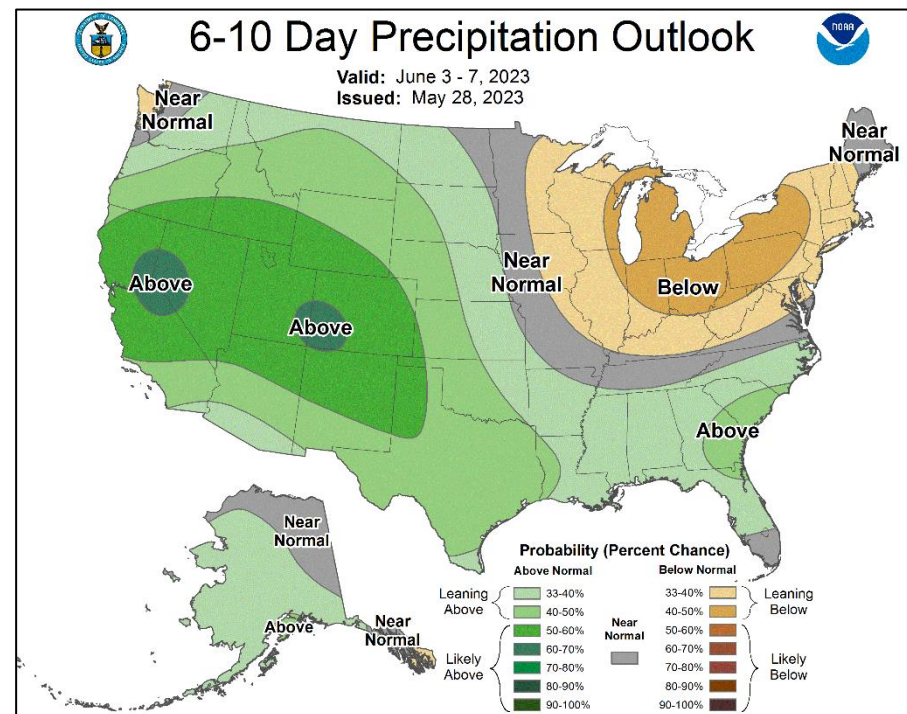 6-10 Day Precipitation Outlook
NOAA
Valid: June 3 - 7, 2023
Issued: May 28, 2023
Near
Normal
Near
Normal
Above
Above
Near
Normal
Below
Above
Near
Normal
Above
Near
Normal
Probability (Percent Chance)
Above Normal
Below Normal
Leaning
Above
33-40%
40-50%
Likely
Above
50-60%
60-70%
70-80%
80-90%
90-100%
Near
Normal
33-40%
40-50%
Leaning
Below
50-60%
60-70%
70-80%
80-90%
90-100%
Likely
Below